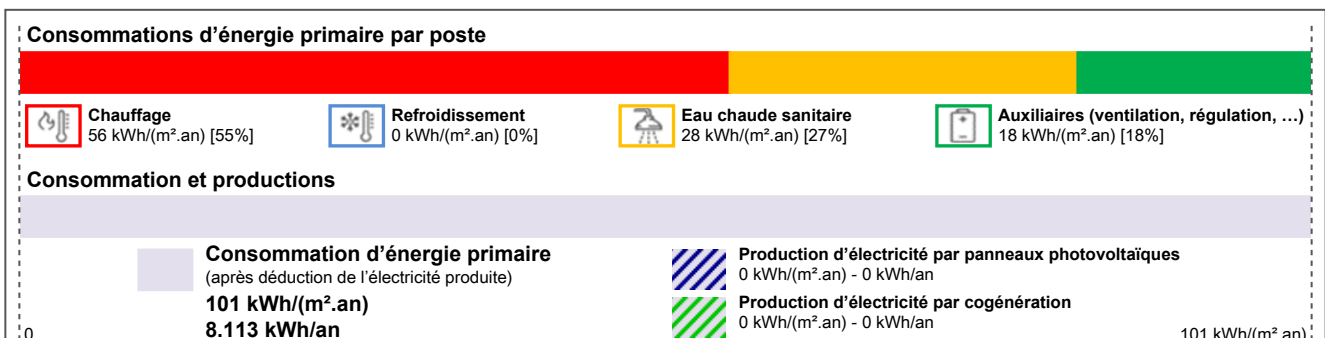 Consommations d’énergie primaire par poste
Chauffage
56 kWh/(m².an) [55%]
Refroidissement
0 kWh/(m².an) [0%]
Eau chaude sanitaire
28 kWh/(m².an) [27%]
Auxiliaires (ventilation, régulation, …)
18 kWh/(m².an) [18%]
Consommation et productions
Consommation d’énergie primaire
(après déduction de l’électricité produite)
101 kWh/(m².an)
8.113 kWh/an
Production d’électricité par panneaux photovoltaïques
0 kWh/(m².an) - 0 kWh/an
Production d’électricité par cogénération
0 kWh/(m².an) - 0 kWh/an
0
101 kWh/(m².an)